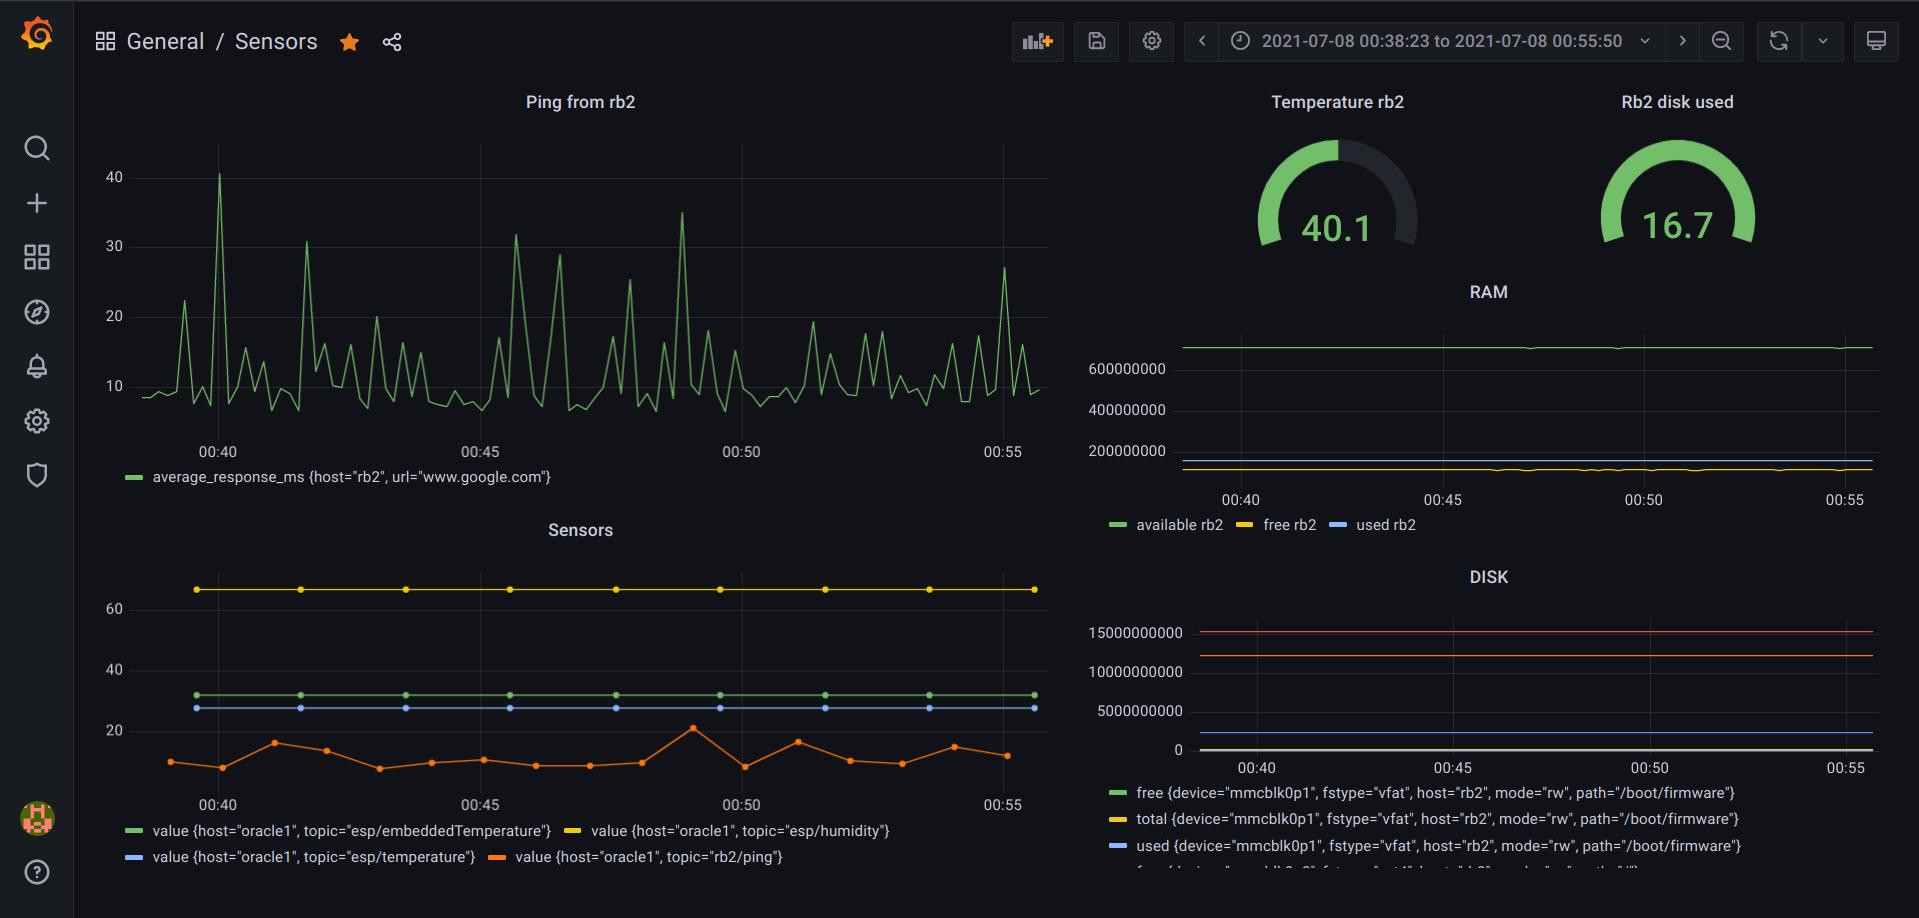 General / Sensors
2021-07-08 00:38:23 to 2021-07-08 00:55:50
Ping from rb2
40
30
20
10
00:40 00:45 00:50 00:55
average_response_ms {host="rb2", url="www.google.com"}
Sensors
60
40
20
00:40 00:45 00:50 00:55
value {host="oracle1", topic="esp/embeddedTemperature"} value {host="oracle1", topic="esp/humidity"}
value {host="oracle1", topic="esp/temperature"} value {host="oracle1", topic="rb2/ping"}
Temperature rb2
40.1
Rb2 disk used
16.7
RAM
600000000
400000000
200000000
00:40 00:45 00:50 00:55
available rb2 free rb2 used rb2
DISK
15000000000
10000000000
5000000000
0
00:40 00:45 00:50 00:55
free {device="mmcblk0p1", fstype="vfat", host="rb2", mode="rw", path="/boot/firmware"}
total {device="mmcblk0p1", fstype="vfat", host="rb2", mode="rw", path="/boot/firmware"}
used {device="mmcblk0p1", fstype="vfat", host="rb2", mode="rw", path="/boot/firmware"}